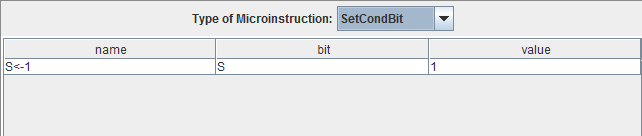 Type of Microinstruction: SetCondBit
name bit value
S<-1 S 1